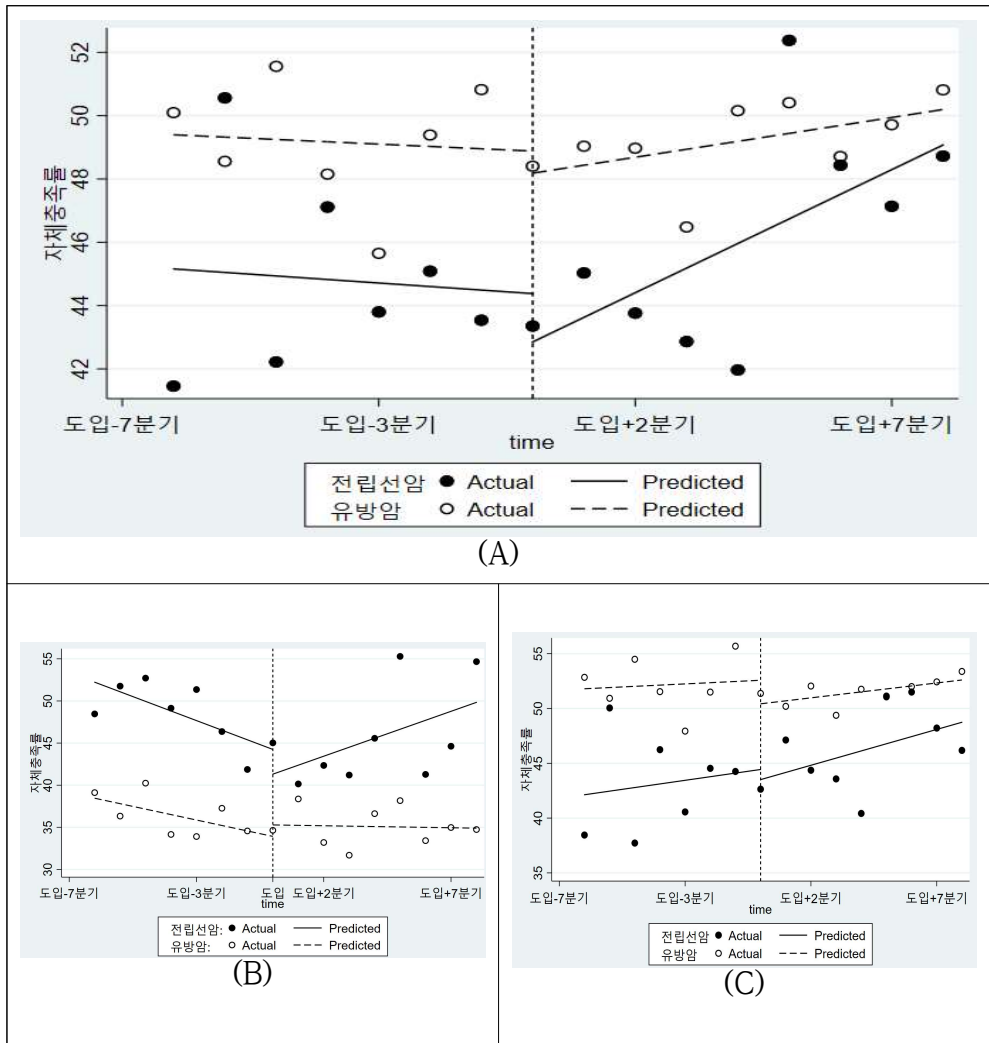 자체충족률
52
50
48
46
44
42
도입-7분기 도입-3분기 도입+2분기 도입+7분기
time
전립선암 Actual Predicted
유방암 Actual Predicted
(A)
자체충족률
55
50
45
40
35
30
도입-7분기 도입-3분기 도입 도입+2분기 도입+7분기
time
전립선암: Actual Predicted
유방암: Actual Predicted
(B)
자체충족률
55
50
45
40
35
도입-7분기 도입-3분기 도입+2분기 도입+7분기
time
전립선암 Actual Predicted
유방암 Actual Predicted
(C)